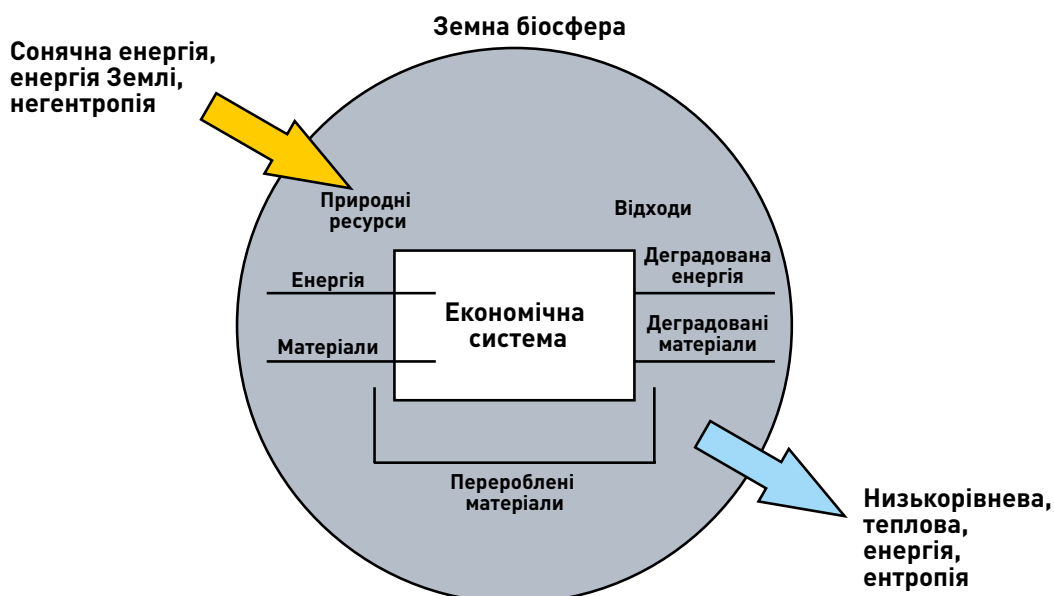 Земна біосфера
Сонячна енергія,
енергія Землі,
негентропія
Природні
ресурси
Відходи
Енергія
Матеріали
Економічна
система
Деградована
енергія
Деградовані
матеріали
Перероблені
матеріали
Низькорівнева,
теплова,
енергія,
ентропія